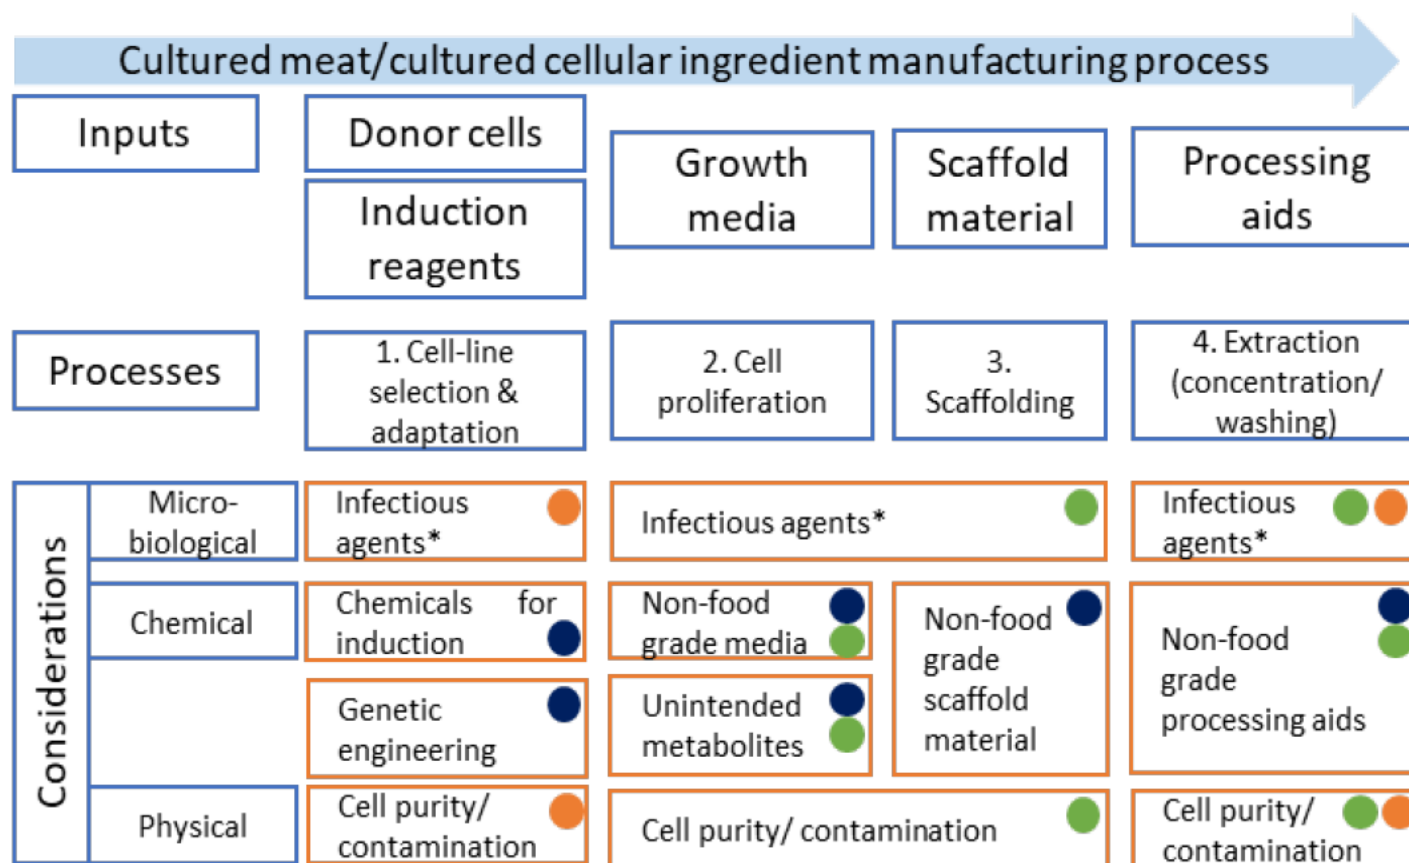 Cultured meat/cultured cellular ingredient manufacturing process
Inputs
Donor cells
Induction
reagents
Growth
media
Scaffold
material
Processing
aids
Processes
1. Cell-line
selection &
adaptation
2. Cell
proliferation
3.
Scaffolding
4. Extraction
(concentration/
washing)
Considerations
Micro-
biological
Infectious
agents*
Infectious agents*
Infectious
agents*
Chemical
Chemicals for
induction
Non-food
grade media
Non-food
grade
scaffold
material
Non-food
grade
processing aids
Genetic
engineering
Unintended
metabolites
Physical
Cell purity/
contamination
Cell purity/ contamination
Cell purity/
contamination